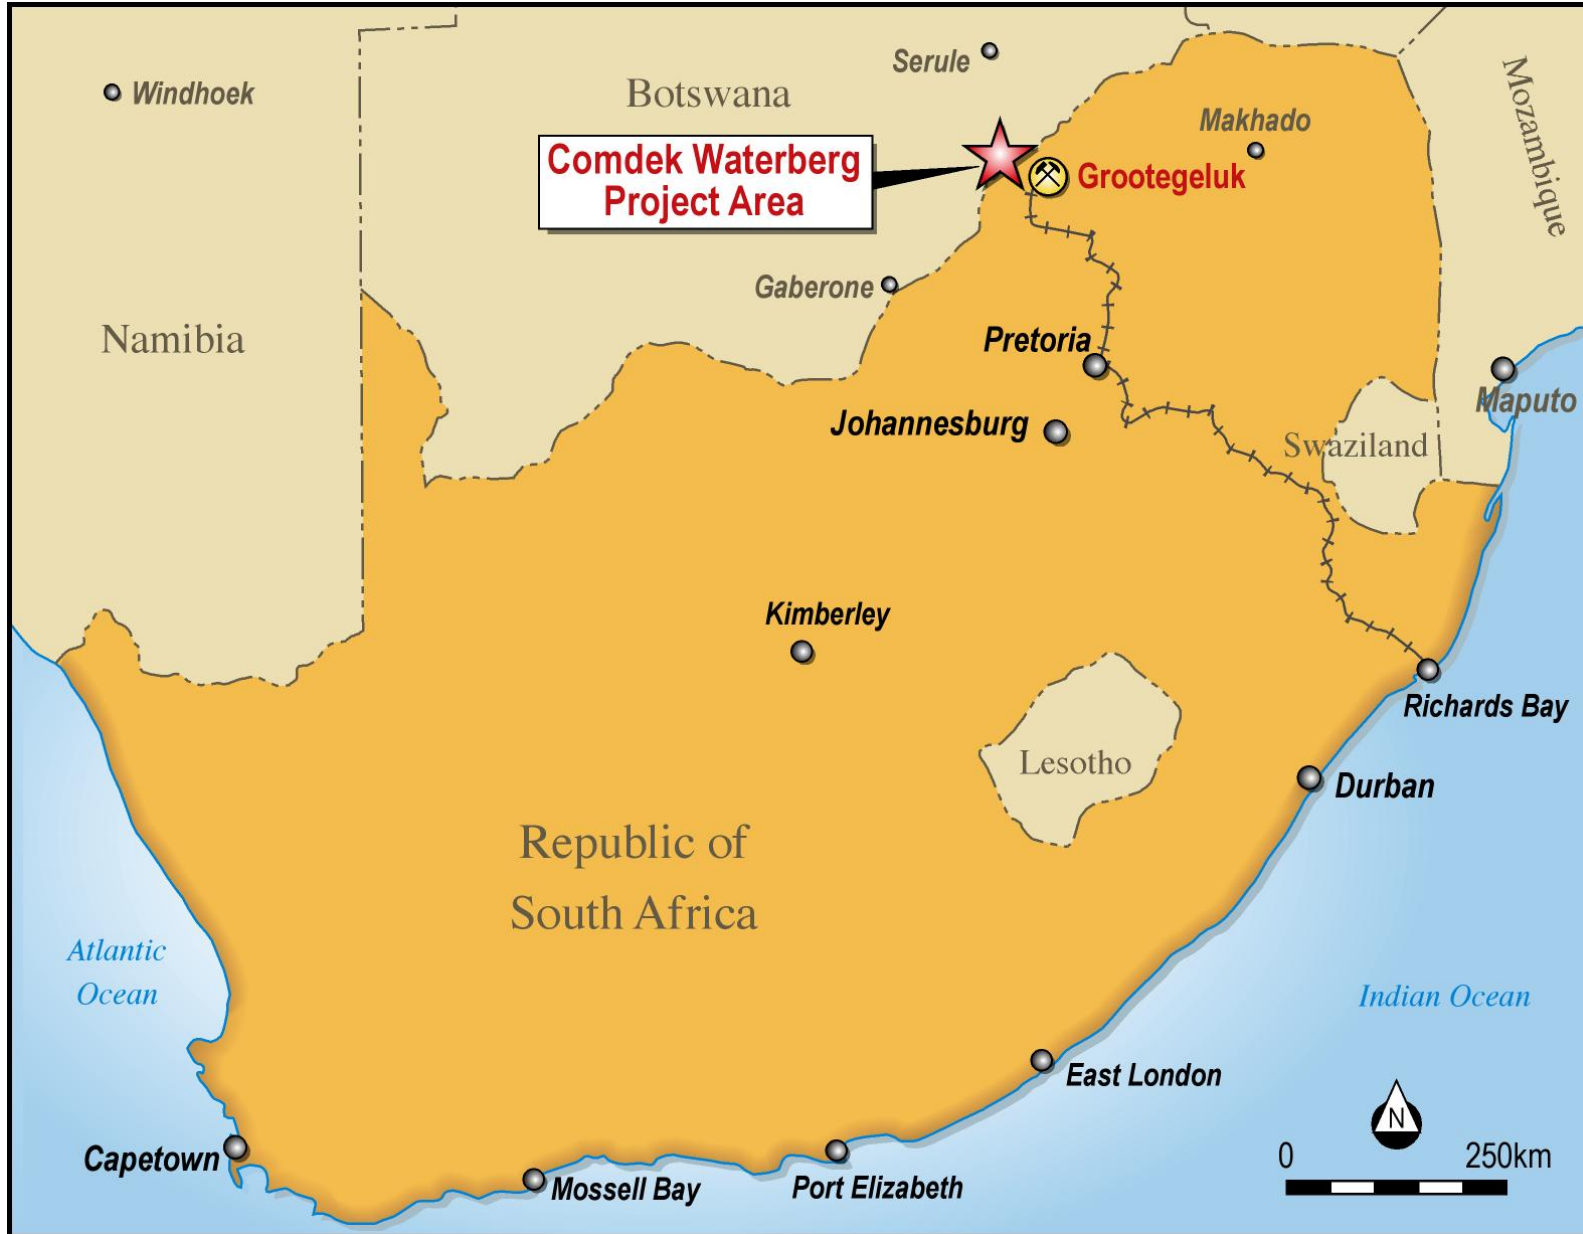 Serule
Windhoek
Botswana
Mozambique
Makhado
Comdek Waterberg
Project Area
Grootegeluk
Gaberone
Namibia
Pretoria
Maputo
Johannesburg
Swaziland
Kimberley
Richards Bay
Lesotho
Durban
Republic of
South Africa
Atlantic
Ocean
Indian Ocean
East London
N
0 250km
Capetown
Mossell Bay
Port Elizabeth